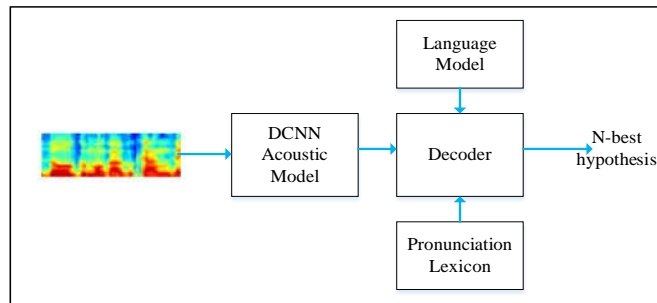 Language
Model
DCNN
Acoustic
Model
Decoder
N-best
hypothesis
Pronunciation
Lexicon